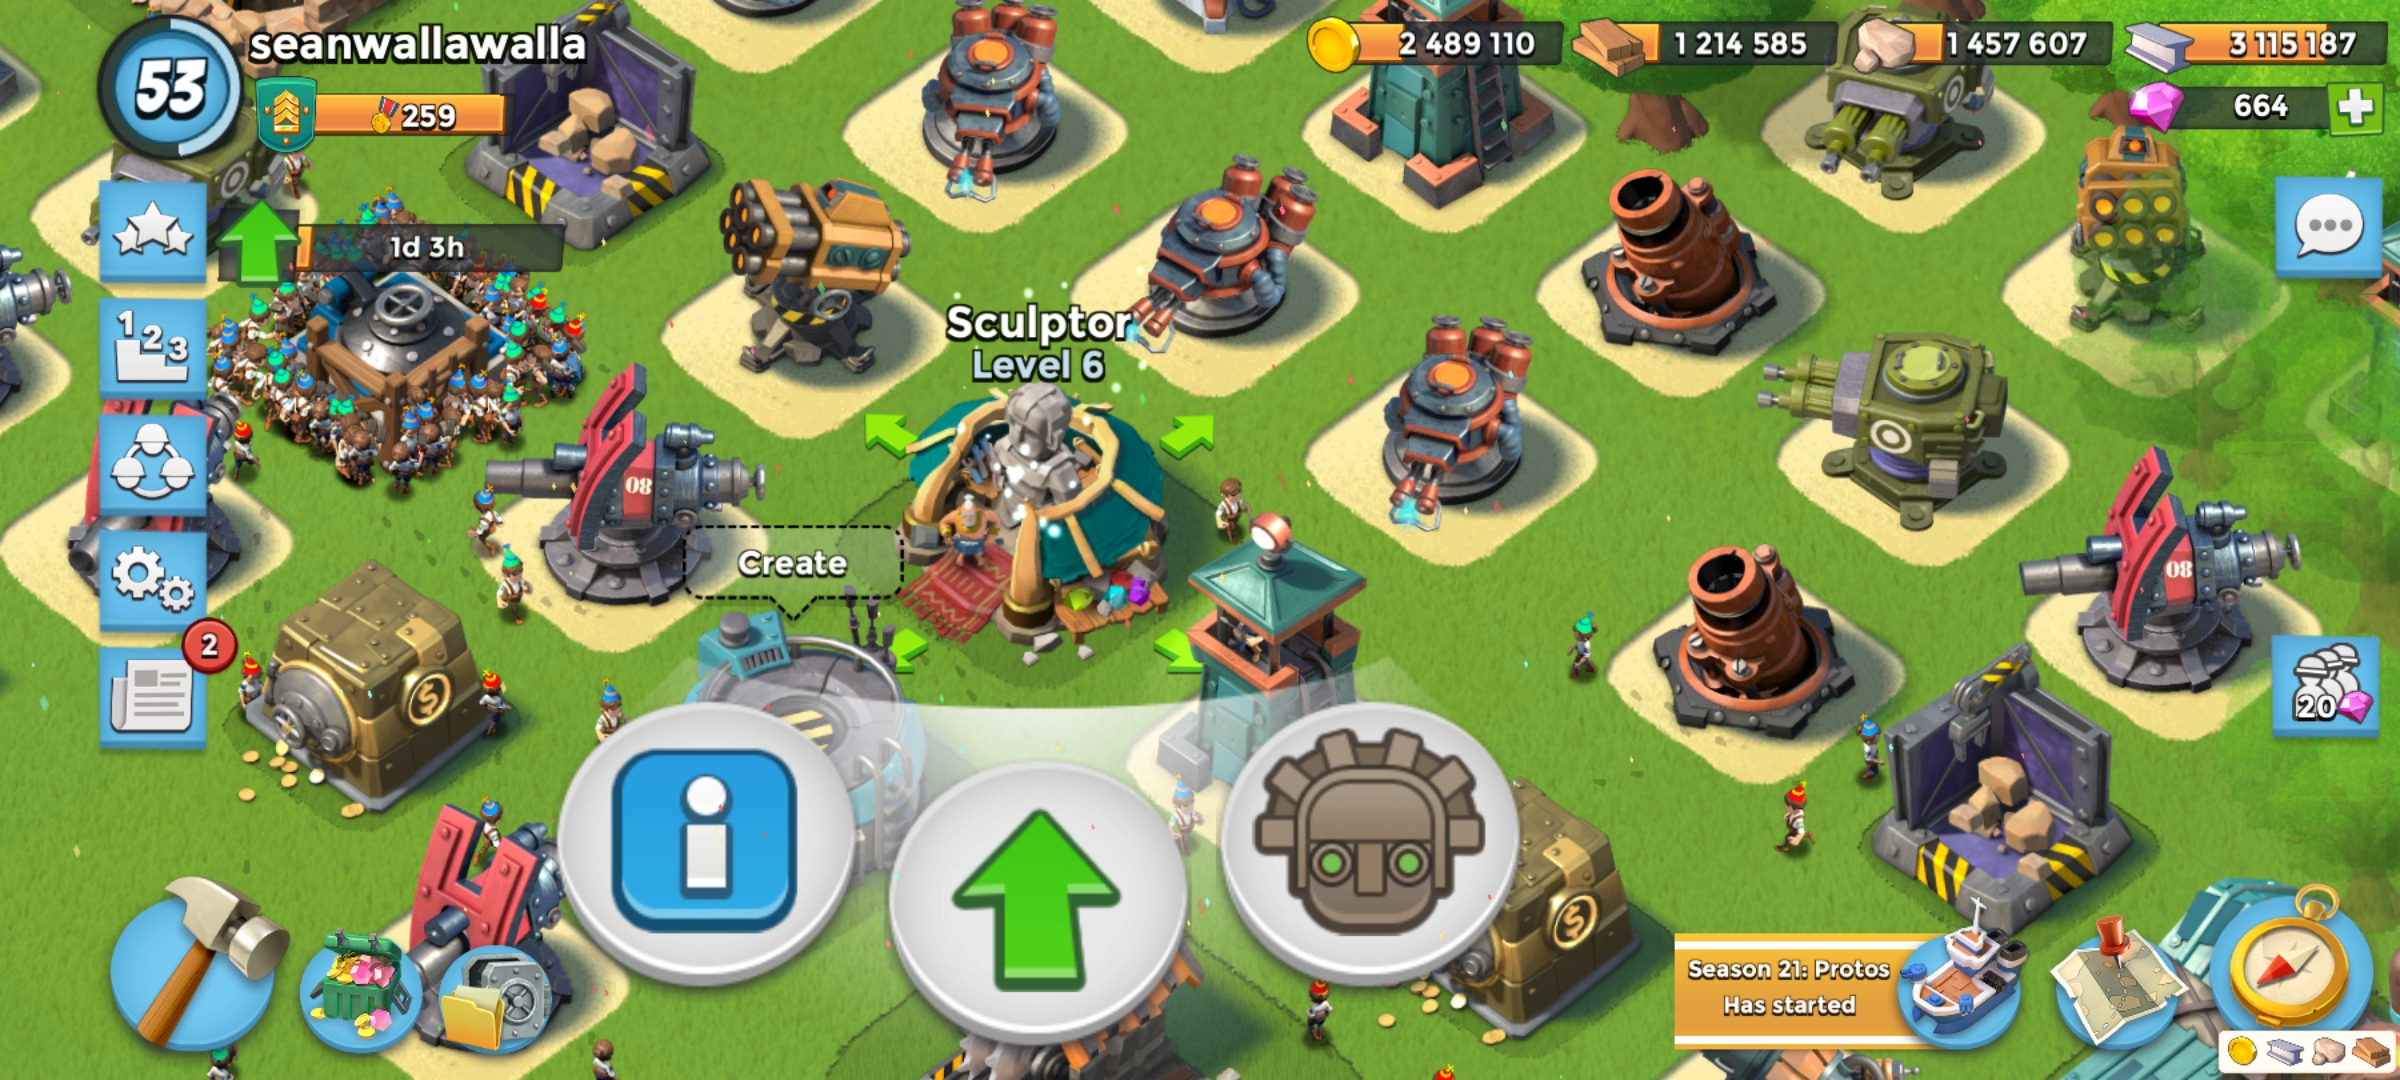 53
seanwallawalla
259
2 489 110
1 214 585
1 457 607
3 115 187
664
1d 3h
123
Sculptor
Level 6
08
08
Create
2
$
20
$
Season 21: Protos
Has started